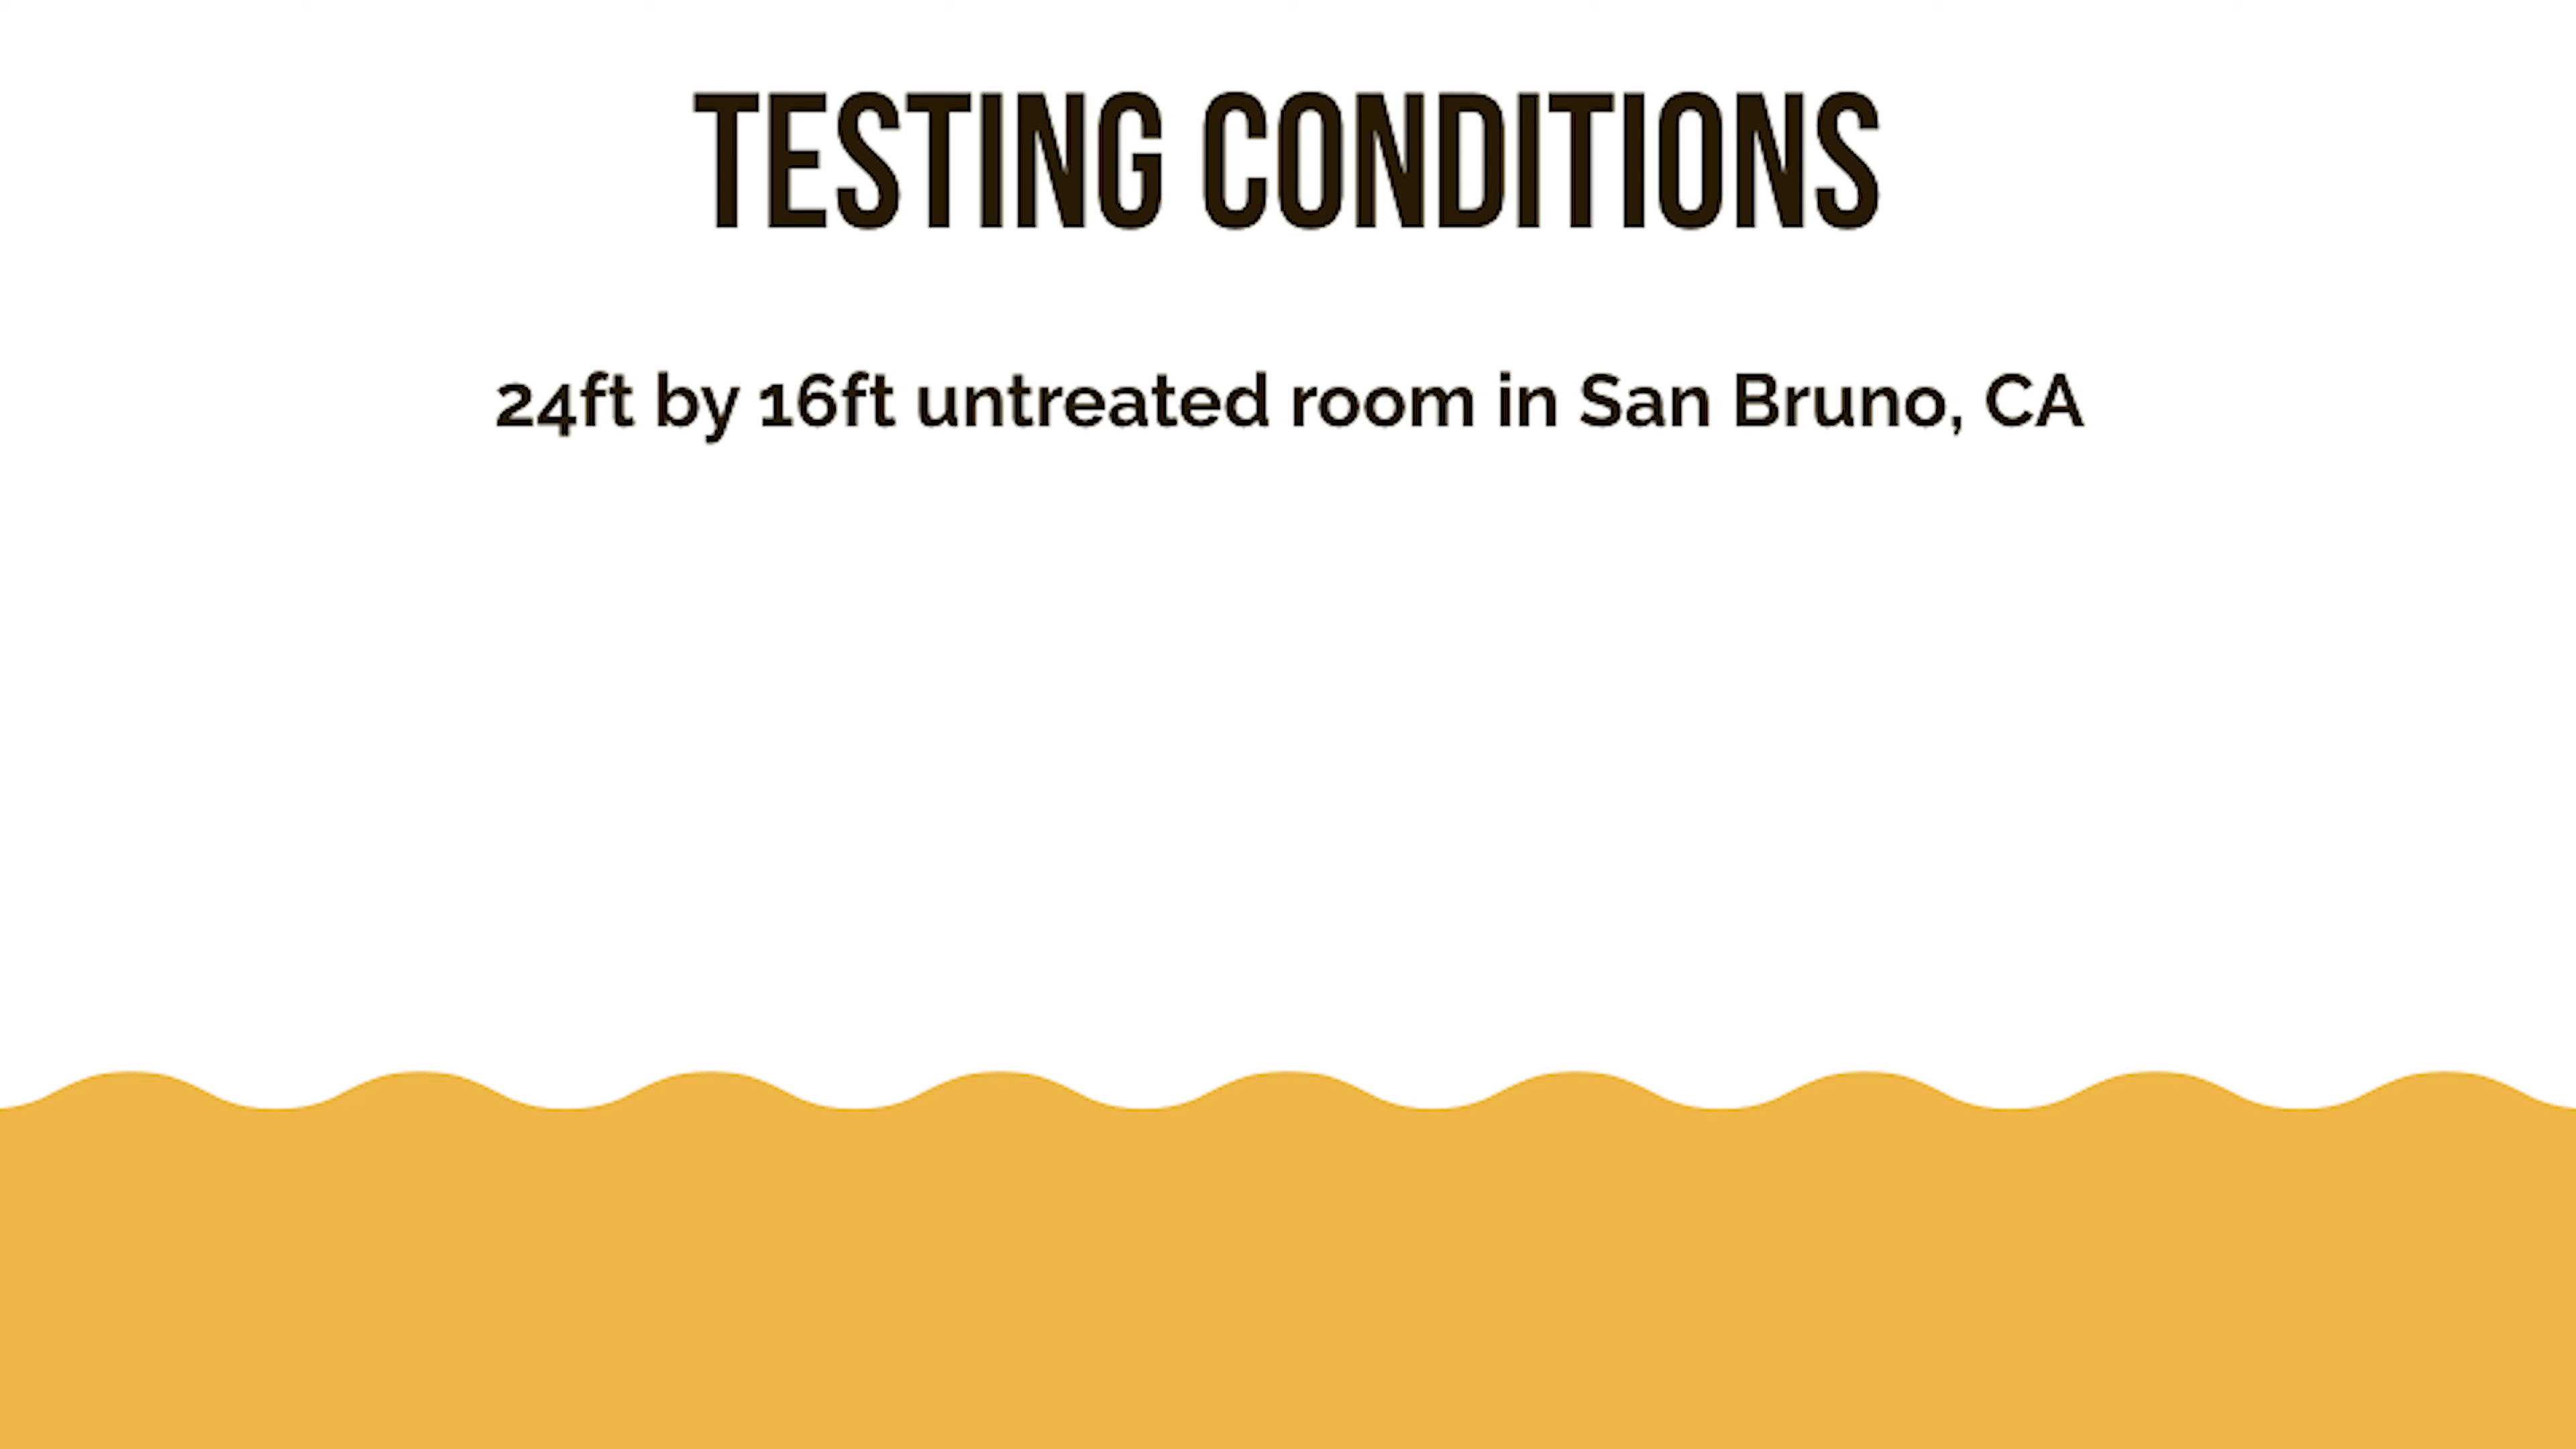 TESTING CONDITIONS
24ft by 16ft untreated room in San Bruno, CA